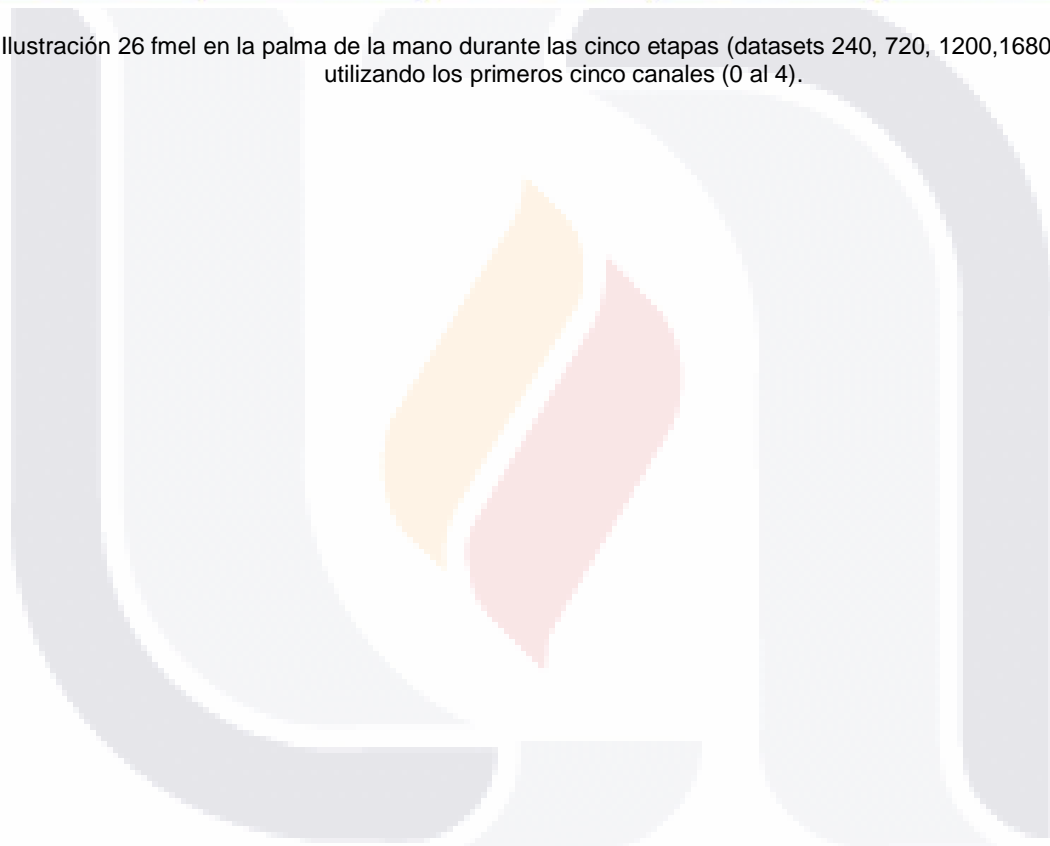 Ilustración 26 fmel en la palma de la mano durante las cinco etapas (datasets 240, 720, 1200,1680
utilizando los primeros cinco canales (0 al 4).